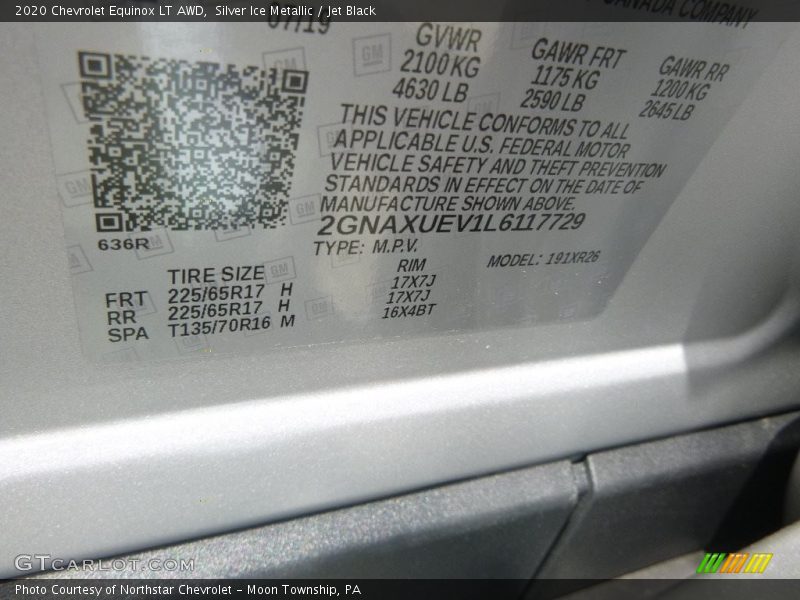 2020 Chevrolet Equinox LT AWD, Silver Ice Metallic / Jet Black
07/19 CANADA COMPANY
GVWR GAWR FRT GAWR RR
2100 KG 1175 KG 1200 KG
4630 LB 2590 LB 2645 LB
THIS VEHICLE CONFORMS TO ALL
APPLICABLE U.S. FEDERAL MOTOR
VEHICLE SAFETY AND THEFT PREVENTION
STANDARDS IN EFFECT ON THE DATE OF
MANUFACTURE SHOWN ABOVE.
2GNAXUEV1L6117729
636R TYPE: M.P.V. MODEL: 191XR26
TIRE SIZE RIM
FRT 225/65R17 H 17X7J
RR 225/65R17 H 17X7J
SPA T135/70R16 M 16X4BT
GTcarlot.com
Photo Courtesy of Northstar Chevrolet - Moon Township, PA